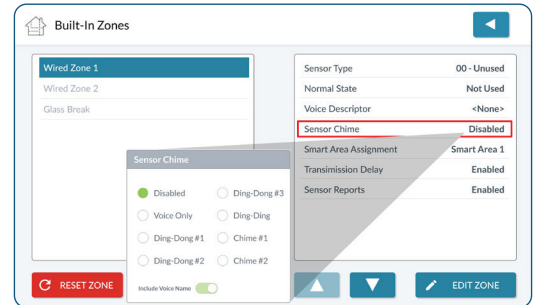 Built-In Zones
Wired Zone 1
Wired Zone 2
Glass Break
Sensor Type 00 - Unused
Normal State Not Used
Voice Descriptor <None>
Sensor Chime Disabled
Smart Area Assignment Smart Area 1
Transimission Delay Enabled
Sensor Reports Enabled
Sensor Chime
Disabled Ding-Dong #3
Voice Only Ding-Ding
Ding-Dong #1 Chime #1
Ding-Dong #2 Chime #2
Include Voice Name
RESET ZONE
EDIT ZONE